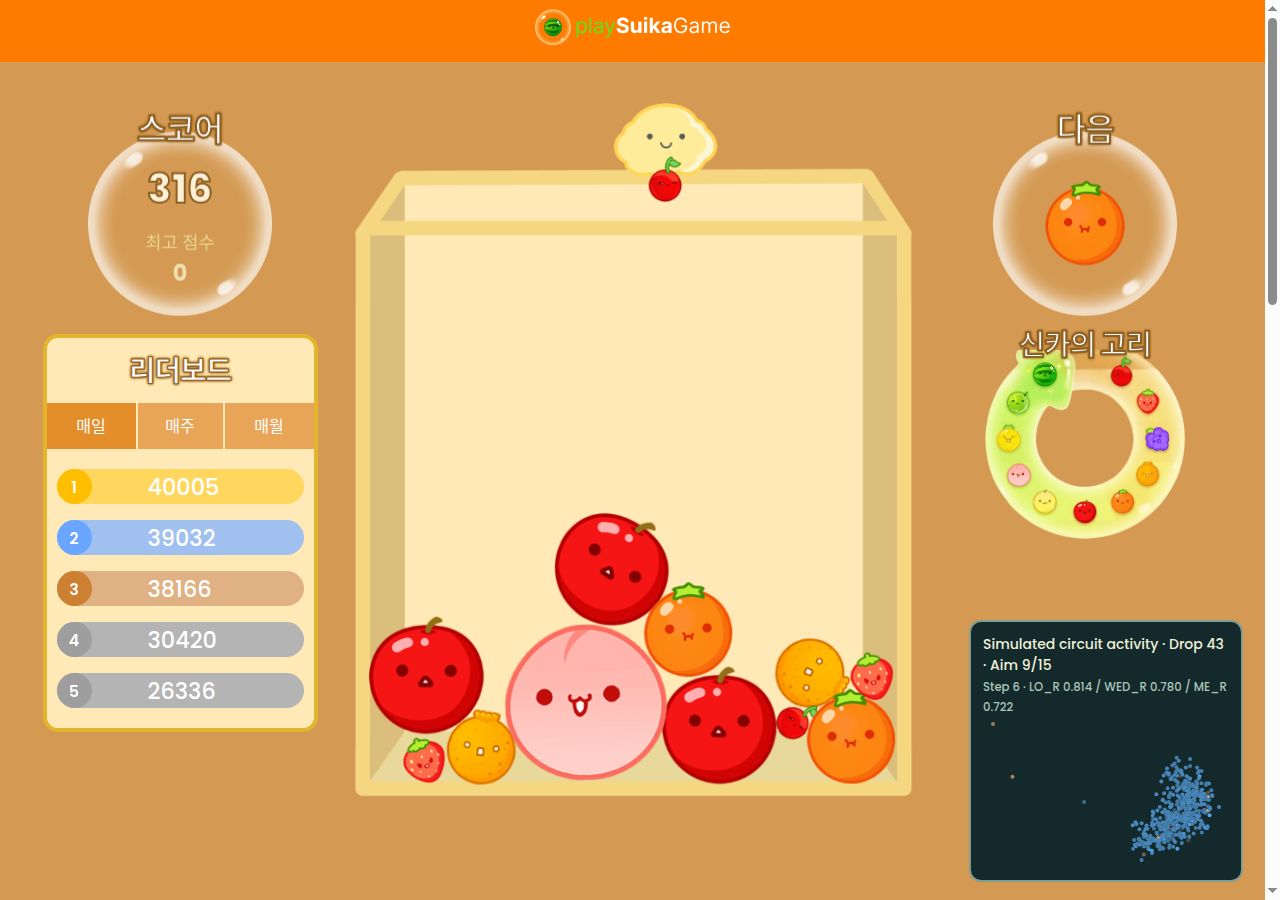 playSuikaGame
스코어
316
최고 점수
0
다음
신카의 고리
리더보드
매일 매주 매월
1 40005
2 39032
3 38166
4 30420
5 26336
Simulated circuit activity · Drop 43
· Aim 9/15
Step 6 · LO_R 0.814 / WED_R 0.780 / ME_R
0.722